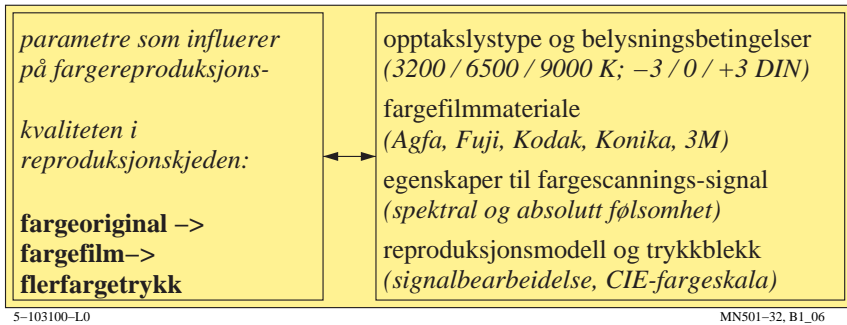 parametre som influerer
på fargereproduksjons-
kvaliteten i
reproduksjonskjeden:
fargeoriginal −>
fargefilm−>
flerfargetrykk
opptakslystype og belysningsbetingelser
(3200 / 6500 / 9000 K; −3 / 0 / +3 DIN)
fargefilmmateriale
(Agfa, Fuji, Kodak, Konika, 3M)
egenskaper til fargescannings-signal
(spektral og absolutt følsomhet)
reproduksjonsmodell og trykkblekk
(signalbearbeidelse, CIE-fargeskala)
5−103100−L0
MN501−32, B1_06